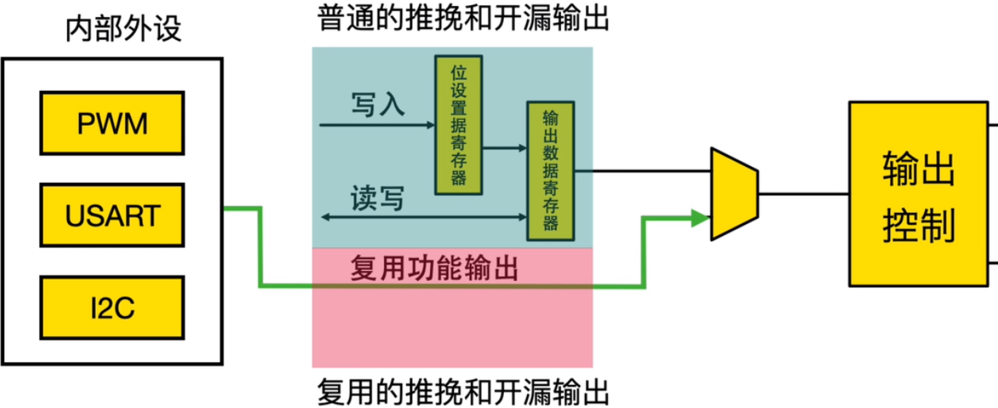 内部外设
普通的推挽和开漏输出
PWM
USART
I2C
写入
位设置据寄存器
读写
输出数据寄存器
复用功能输出
复用的推挽和开漏输出
输出
控制